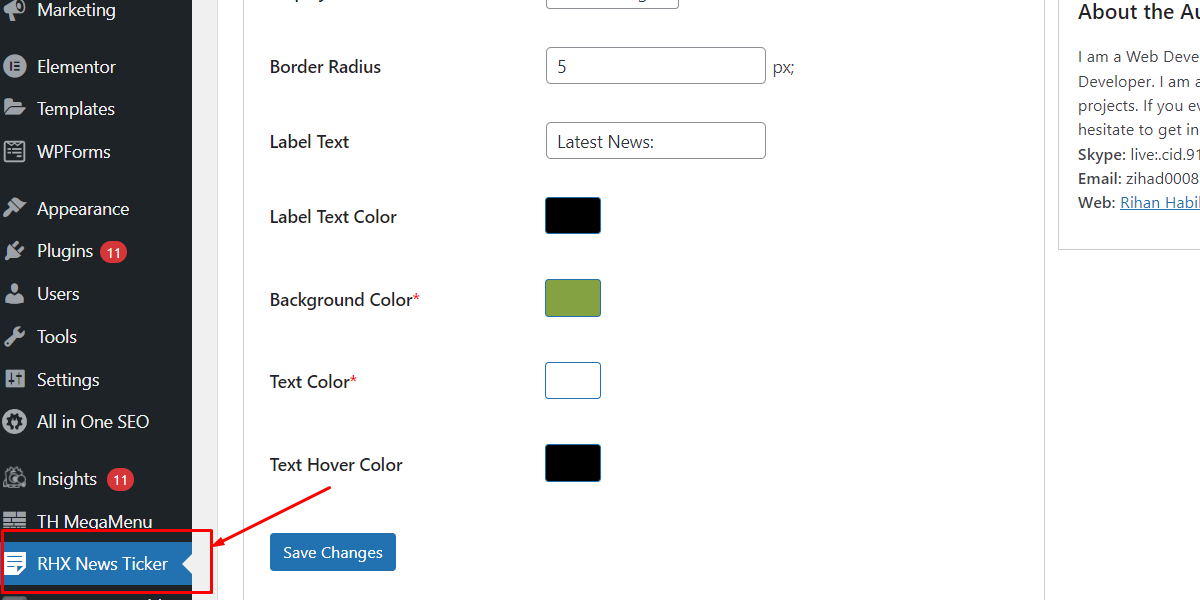 Marketing
Elementor
Templates
WPForms
Appearance
Plugins 11
Users
Tools
Settings
All in One SEO
Insights 11
TH MegaMenu
RHX News Ticker
Border Radius
5 px;
Label Text
Latest News:
Label Text Color
Background Color*
Text Color*
Text Hover Color
Save Changes
About the Au
I am a Web Deve
Developer. I am a
projects. If you ev
hesitate to get in
Skype: live:.cid.91
Email: zihad0008
Web: Rihan Habi